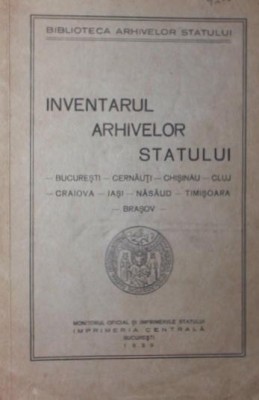 BIBLIOTECA ARHIVELOR STATULUI
INVENTARUL
ARHIVELOR
STATULUI
— BUCUREȘTI — CERNĂUȚI — CHIȘINĂU — CLUJ
— CRAIOVA — IAȘI — NĂSĂUD — TIMIȘOARA
— BRAȘOV —
MONITORUL OFICIAL ȘI IMPRIMERIILE STATULUI
IMPRIMERIA CENTRALĂ
BUCUREȘTI
1939